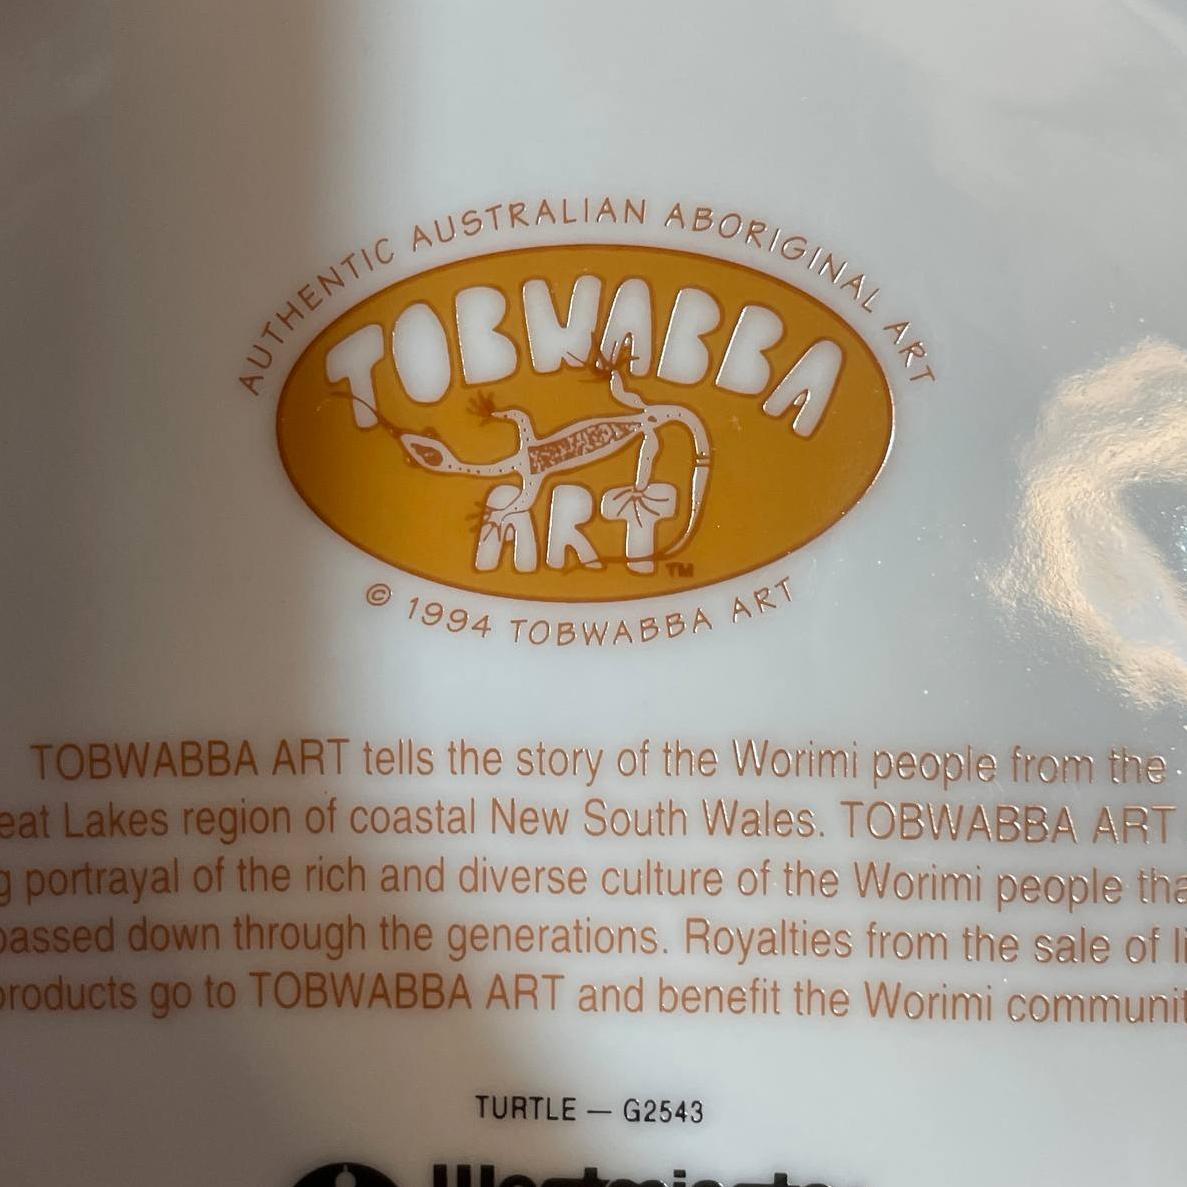 AUTHENTIC AUSTRALIAN ABORIGINAL ART
TOBWABBA
ART™
© 1994 TOBWABBA ART
TOBWABBA ART tells the story of the Worimi people from the
eat Lakes region of coastal New South Wales. TOBWABBA ART
g portrayal of the rich and diverse culture of the Worimi people tha
passed down through the generations. Royalties from the sale of li
products go to TOBWABBA ART and benefit the Worimi communit
TURTLE — G2543